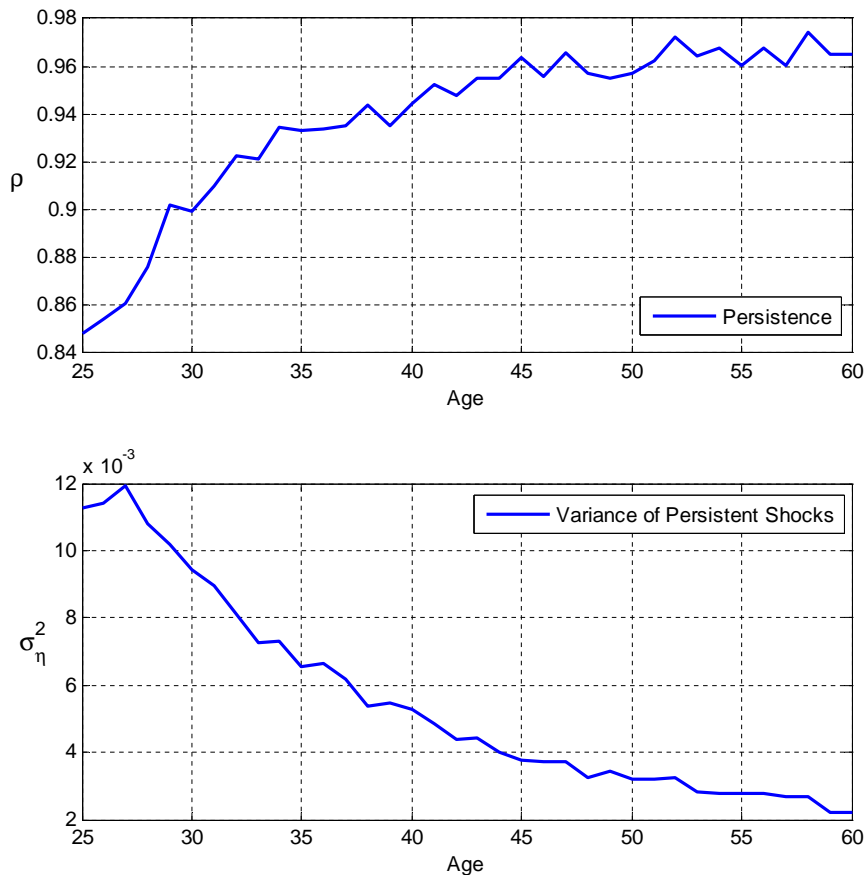 0.98
0.96
0.94
0.92
0.9
0.88
0.86
0.84
ρ
Persistence
25 30 35 40 45 50 55 60
Age
x 10^-3
12
10
8
6
4
2
σ_η^2
Variance of Persistent Shocks
25 30 35 40 45 50 55 60
Age